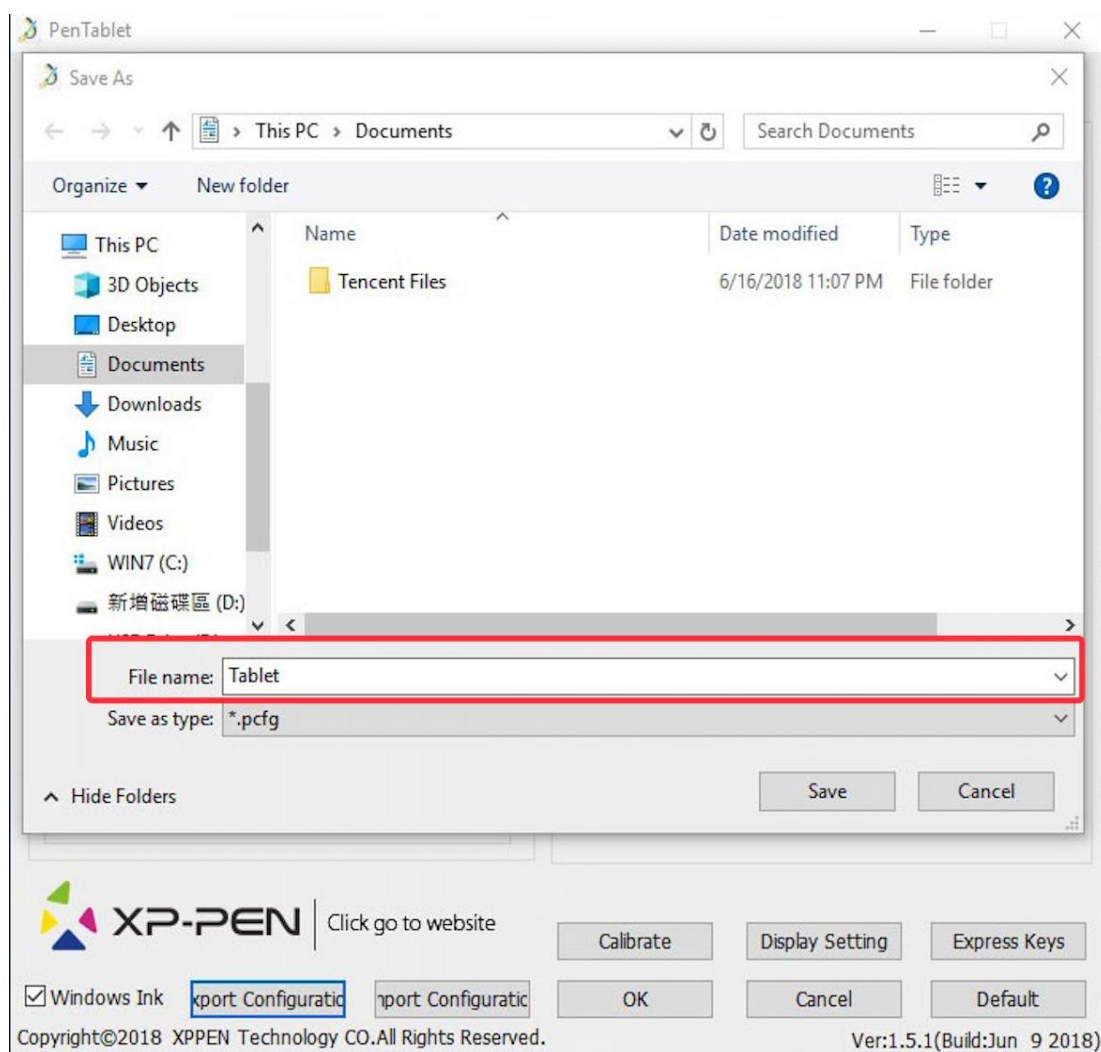 PenTablet
Save As
This PC > Documents
Search Documents
Organize
New folder
Name
Date modified
Type
This PC
3D Objects
Tencent Files
6/16/2018 11:07 PM
File folder
Desktop
Documents
Downloads
Music
Pictures
Videos
WIN7 (C:)
新增磁碟區 (D:)
File name: Tablet
Save as type: *.pcfg
Hide Folders
Save
Cancel
XP-PEN
Click go to website
Calibrate
Display Setting
Express Keys
Windows Ink
xport Configuratio
nport Configuratic
OK
Cancel
Default
Copyright©2018 XPPEN Technology CO.All Rights Reserved.
Ver:1.5.1(Build:Jun 9 2018)